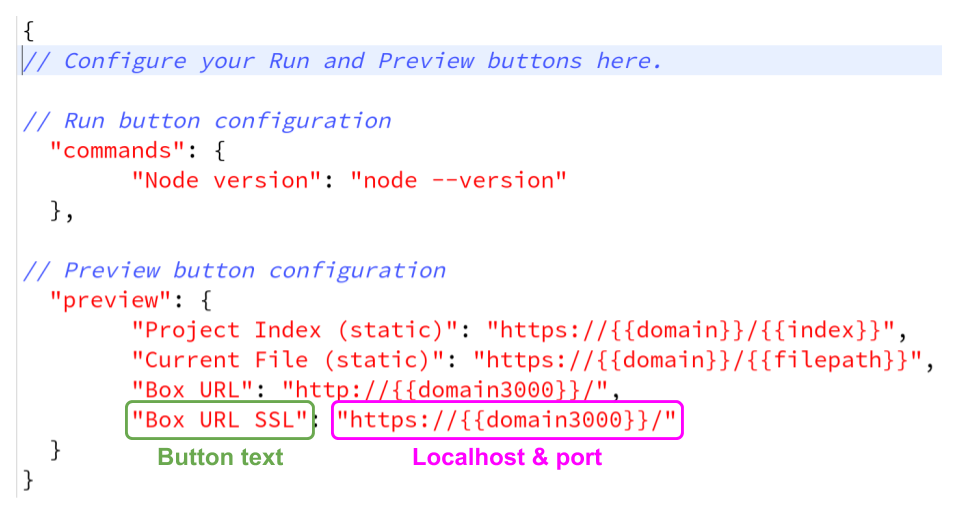 {
// Configure your Run and Preview buttons here.
// Run button configuration
"commands": {
"Node version": "node --version"
},
// Preview button configuration
"preview": {
"Project Index (static)": "https://{{domain}}/{{index}}",
"Current File (static)": "https://{{domain}}/{{filepath}}",
"Box URL": "http://{{domain3000}}/",
"Box URL SSL": "https://{{domain3000}}/"
}
Button text
Localhost & port
}